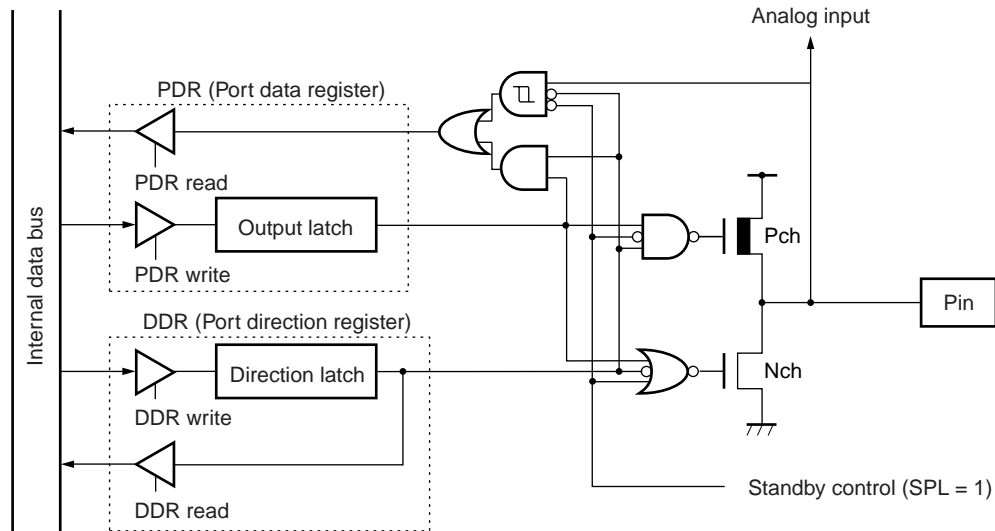 Analog input
PDR (Port data register)
PDR read
Output latch
Pch
PDR write
Internal data bus
Pin
DDR (Port direction register)
Direction latch
Nch
DDR write
Standby control (SPL = 1)
DDR read